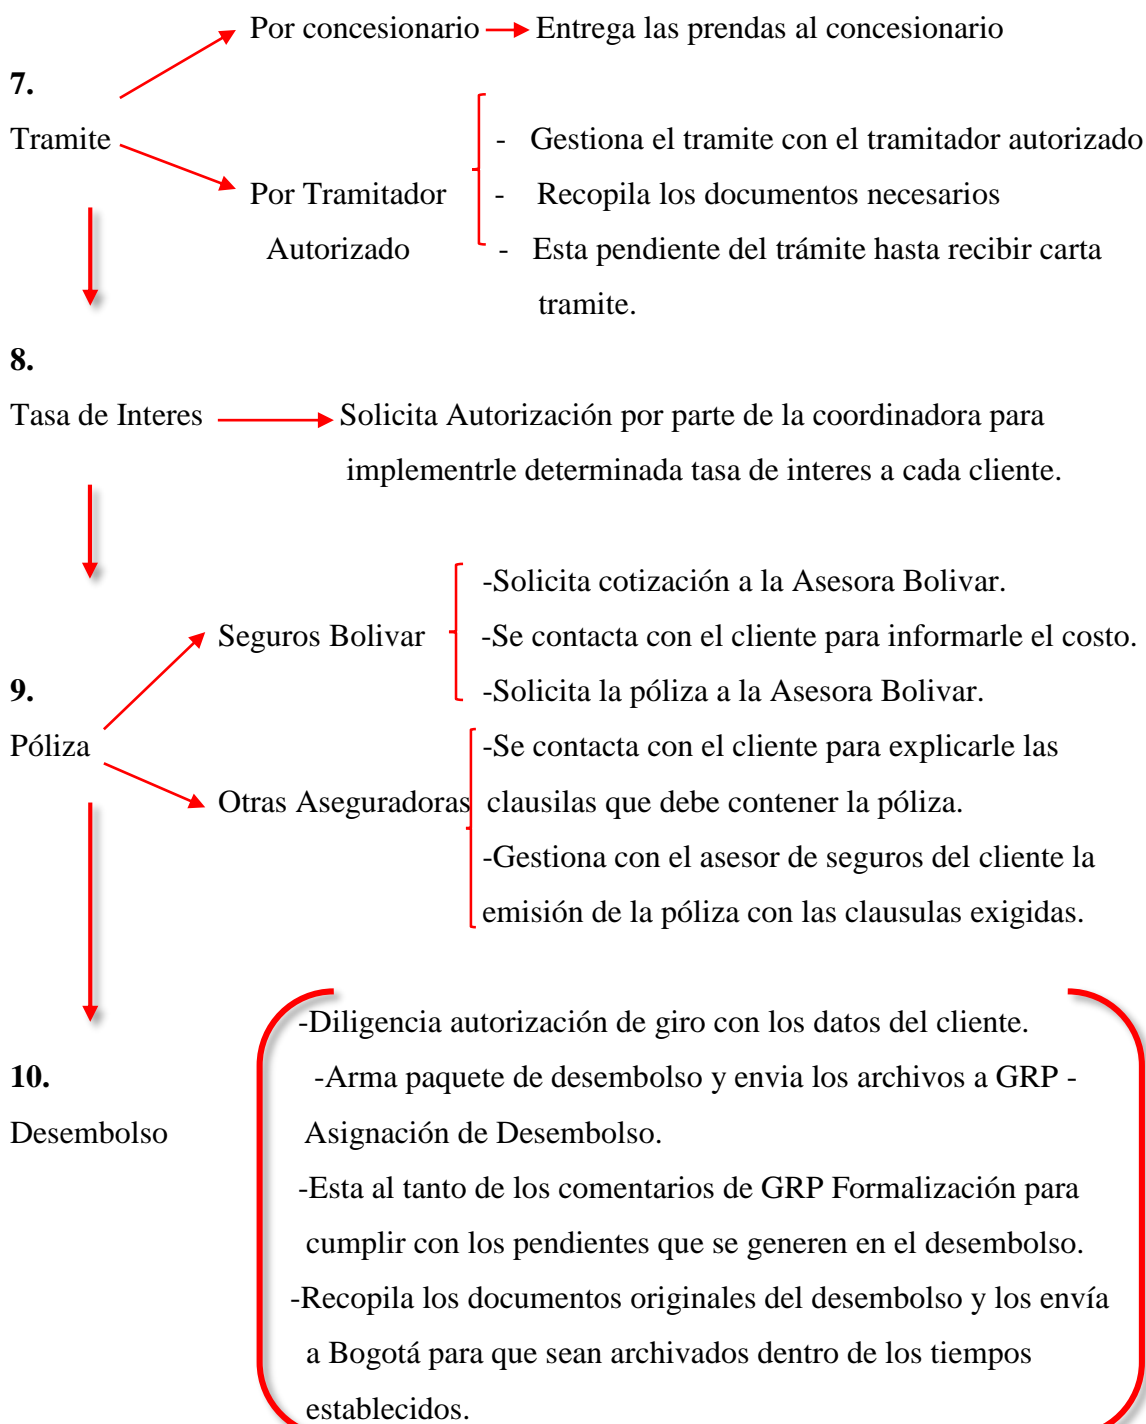 Por concesionario Entrega las prendas al concesionario
7.
Tramite
- Gestiona el tramite con el tramitador autorizado
Por Tramitador - Recopila los documentos necesarios
Autorizado - Esta pendiente del trámite hasta recibir carta
tramite.
8.
Tasa de Interes Solicita Autorización por parte de la coordinadora para
implementrle determinada tasa de interes a cada cliente.
-Solicita cotización a la Asesora Bolivar.
Seguros Bolivar -Se contacta con el cliente para informarle el costo.
9. -Solicita la póliza a la Asesora Bolivar.
Póliza -Se contacta con el cliente para explicarle las
Otras Aseguradoras clausilas que debe contener la póliza.
-Gestiona con el asesor de seguros del cliente la
emisión de la póliza con las clausulas exigidas.
-Diligencia autorización de giro con los datos del cliente.
10. -Arma paquete de desembolso y envia los archivos a GRP -
Desembolso Asignación de Desembolso.
-Esta al tanto de los comentarios de GRP Formalización para
cumplir con los pendientes que se generen en el desembolso.
-Recopila los documentos originales del desembolso y los envía
a Bogotá para que sean archivados dentro de los tiempos
establecidos.